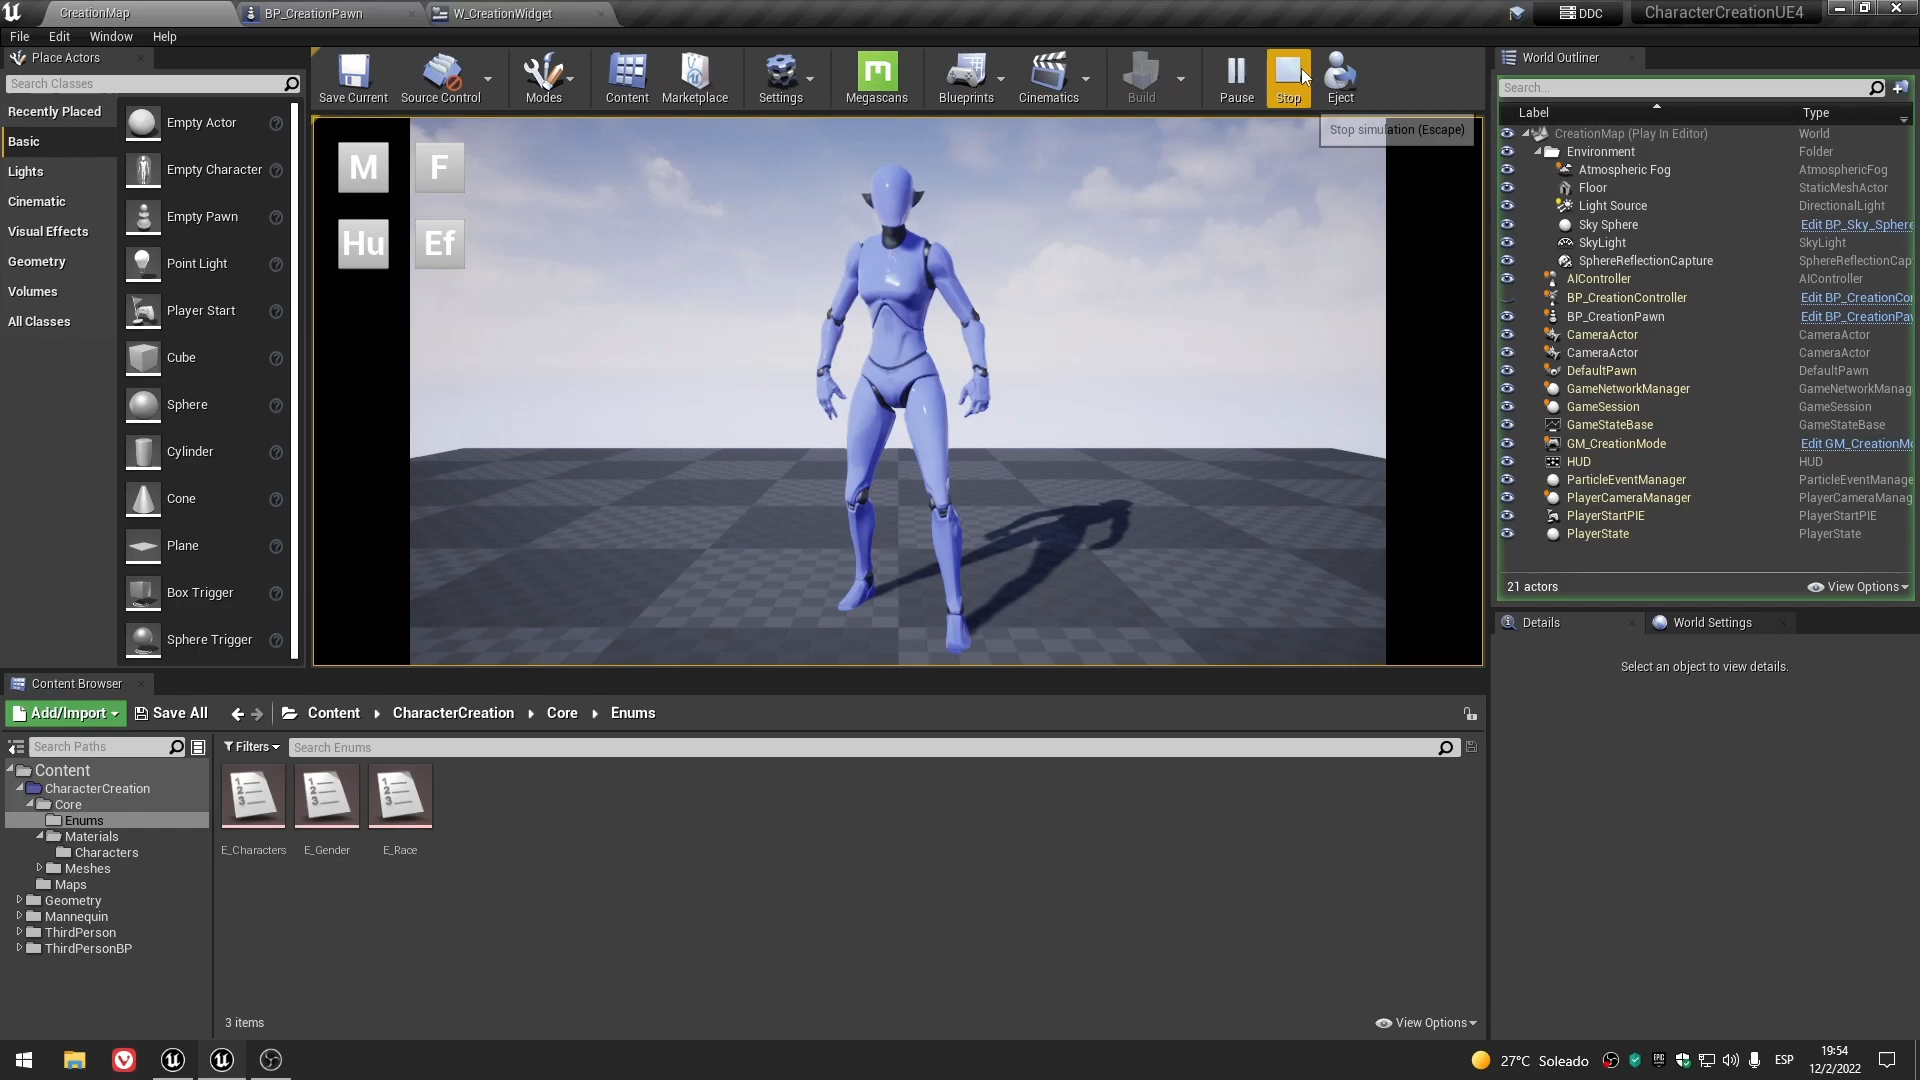 CreationMap
BP_CreationPawn
W_CreationWidget
DDC
CharacterCreationUE4
File
Edit
Window
Help
Place Actors
Search Classes
Recently Placed
Basic
Lights
Cinematic
Visual Effects
Geometry
Volumes
All Classes
Empty Actor
Empty Character
Empty Pawn
Point Light
Player Start
Cube
Sphere
Cylinder
Cone
Plane
Box Trigger
Sphere Trigger
Save Current
Source Control
Modes
Content
Marketplace
Settings
Megascans
Blueprints
Cinematics
Build
Pause
Stop
Eject
Stop simulation (Escape)
M
F
Hu
Ef
World Outliner
Search...
Label
Type
CreationMap (Play In Editor)
World
Environment
Folder
Atmospheric Fog
AtmosphericFog
Floor
StaticMeshActor
Light Source
DirectionalLight
Sky Sphere
Edit BP_Sky_Sphere
SkyLight
SkyLight
SphereReflectionCapture
SphereReflectionCap
AIController
AIController
BP_CreationController
Edit BP_CreationCo
BP_CreationPawn
Edit BP_CreationPa
CameraActor
CameraActor
CameraActor
CameraActor
DefaultPawn
DefaultPawn
GameNetworkManager
GameNetworkManag
GameSession
GameSession
GameStateBase
GameStateBase
GM_CreationMode
Edit GM_CreationM
HUD
HUD
ParticleEventManager
ParticleEventManage
PlayerCameraManager
PlayerCameraManag
PlayerStartPIE
PlayerStartPIE
PlayerState
PlayerState
21 actors
View Options
Details
World Settings
Select an object to view details.
Content Browser
Add/Import
Save All
Content
CharacterCreation
Core
Enums
Search Paths
Filters
Search Enums
Content
CharacterCreation
Core
Enums
Materials
Characters
Meshes
Maps
Geometry
Mannequin
ThirdPerson
ThirdPersonBP
E_Characters
E_Gender
E_Race
3 items
View Options
27°C Soleado
ESP
19:54
12/2/2022